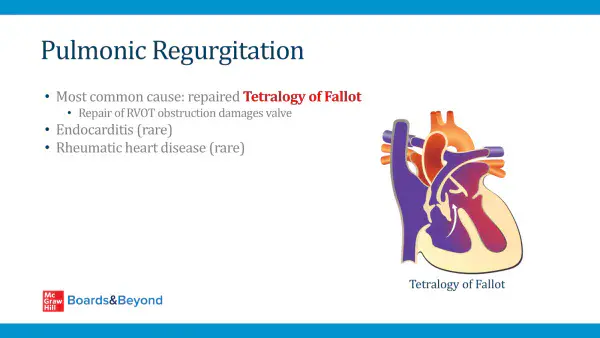 Pulmonic Regurgitation
• Most common cause: repaired Tetralogy of Fallot
• Repair of RVOT obstruction damages valve
• Endocarditis (rare)
• Rheumatic heart disease (rare)
Tetralogy of Fallot
Mc
Graw
Hill
Boards&Beyond